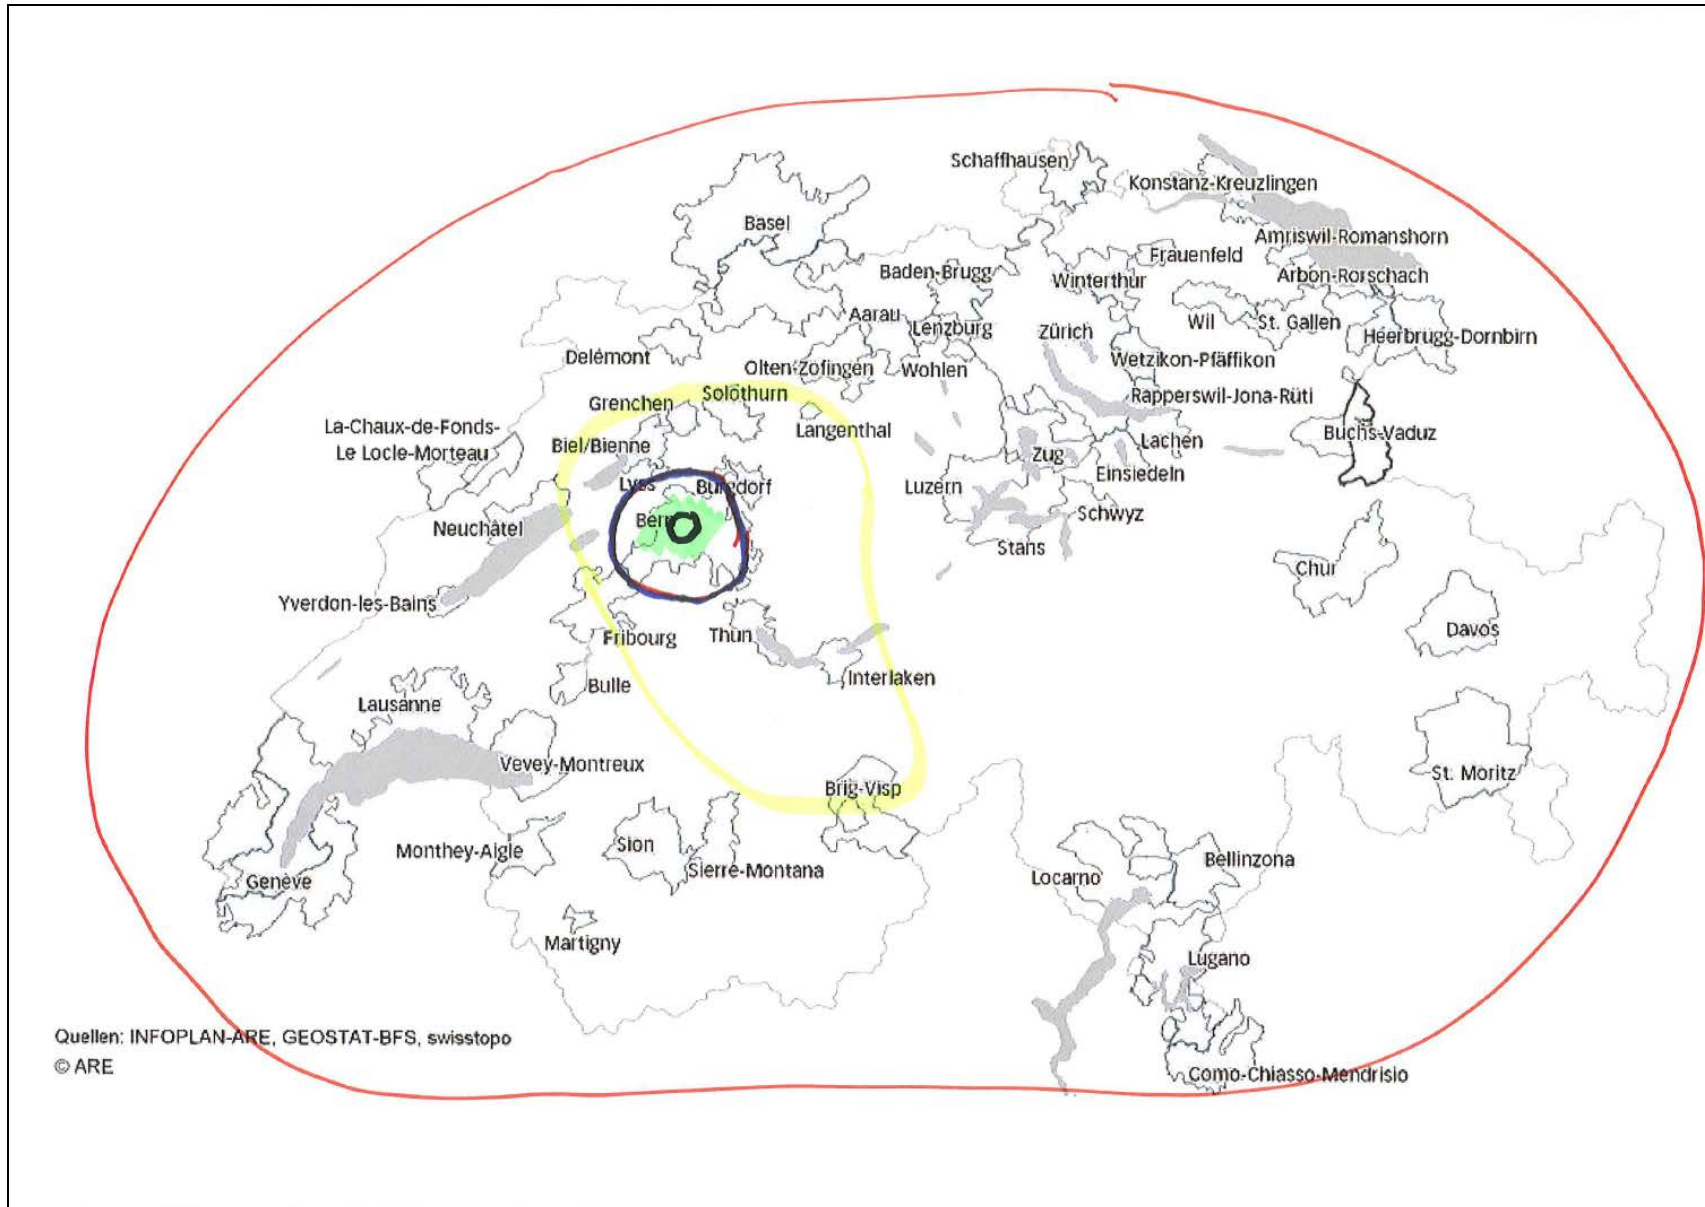 Schaffhausen
Konstanz-Kreuzlingen
Basel
Amriswil-Romanshorn
Frauenfeld
Baden-Brugg
Winterthur
Arbon-Rorschach
Aarau
Lenzburg
Zürich
Wil
St. Gallen
Heerbrugg-Dornbirn
Delémont
Olten-Zofingen
Wohlen
Wetzikon-Pfäffikon
Grenchen
Solothurn
Rapperswil-Jona-Rüti
La-Chaux-de-Fonds-
Le Locle-Morteau
Biel/Bienne
Langenthal
Lachen
Buchs-Vaduz
Zug
Einsiedeln
Lyss
Burgdorf
Luzern
Neuchâtel
Bern
Schwyz
Stans
Chur
Yverdon-les-Bains
Fribourg
Thun
Davos
Interlaken
Bulle
Lausanne
Vevey-Montreux
St. Moritz
Brig-Visp
Monthey-Aigle
Sion
Sierre-Montana
Bellinzona
Locarno
Genève
Martigny
Lugano
Quellen: INFOPLAN-ARE, GEOSTAT-BFS, swisstopo
© ARE
Como-Chiasso-Mendrisio